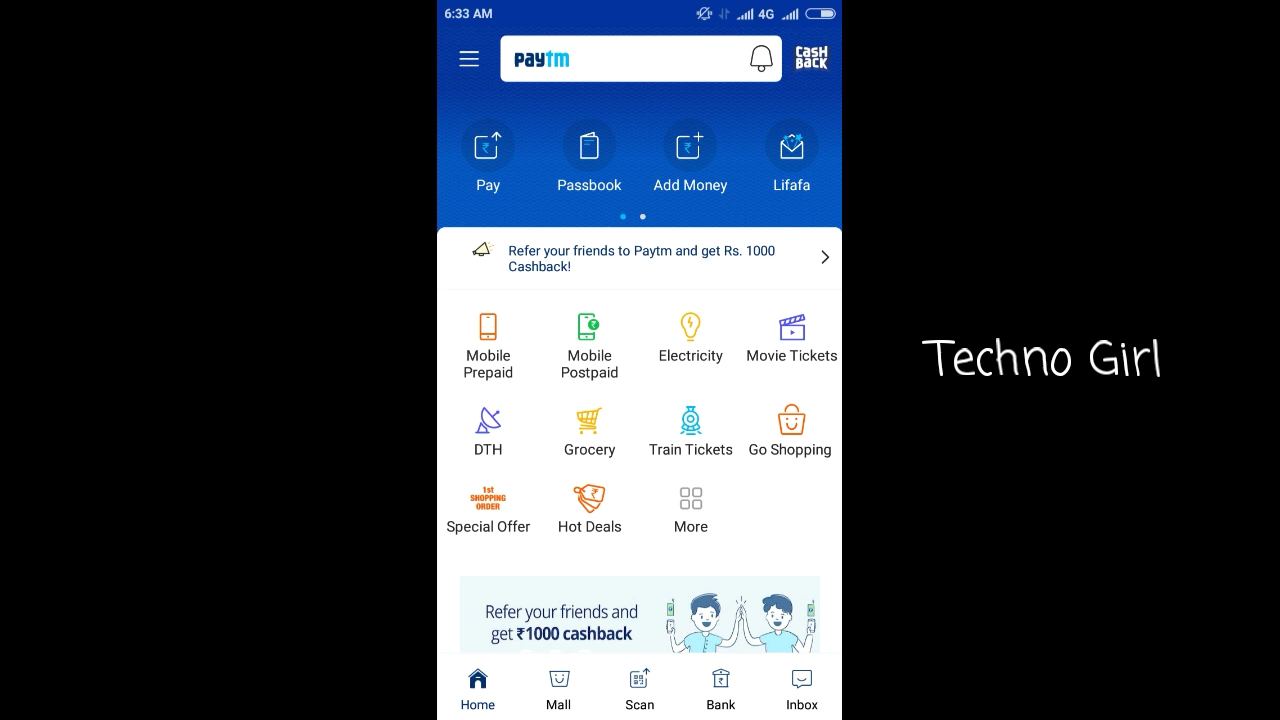 6:33 AM
4G
paytm
CASH
BACK
Pay
Passbook
Add Money
Lifafa
Refer your friends to Paytm and get Rs. 1000
Cashback!
Mobile
Prepaid
Mobile
Postpaid
Electricity
Movie Tickets
DTH
Grocery
Train Tickets
Go Shopping
1st
SHOPPING
ORDER
Special Offer
Hot Deals
More
Refer your friends and
get ₹1000 cashback
Home
Mall
Scan
Bank
Inbox
Techno Girl